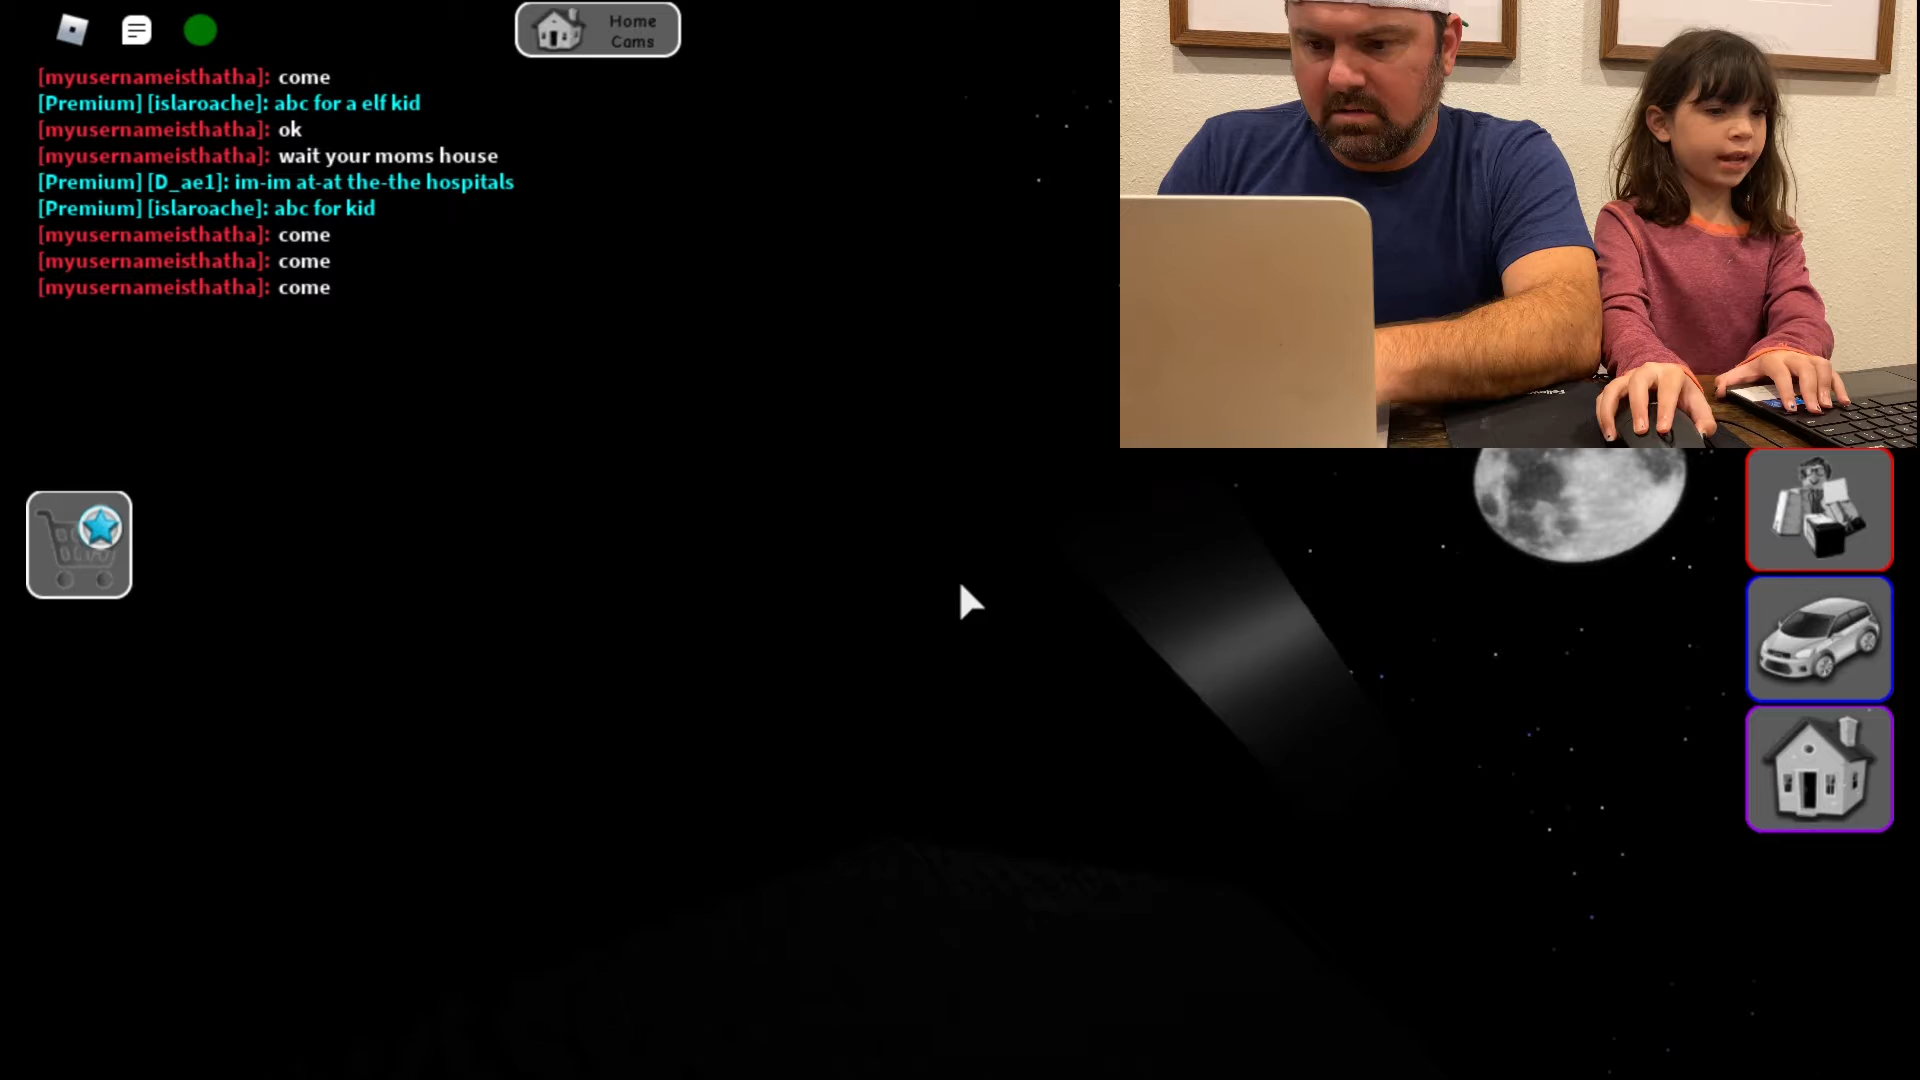 Home
Cams
[myusernameisthatha]: come
[Premium] [islaroache]: abc for a elf kid
[myusernameisthatha]: ok
[myusernameisthatha]: wait your moms house
[Premium] [D_ae1]: im-im at-at the-the hospitals
[Premium] [islaroache]: abc for kid
[myusernameisthatha]: come
[myusernameisthatha]: come
[myusernameisthatha]: come